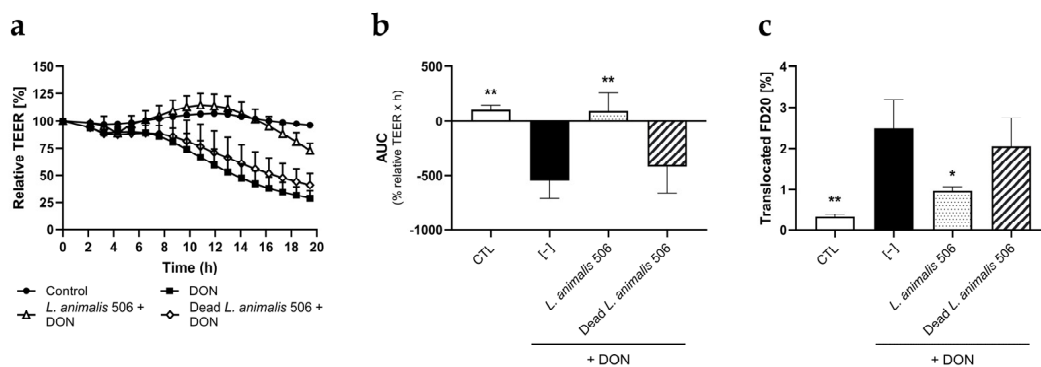 a
Relative TEER [%]
150
125
100
75
50
25
0
0 2 4 6 8 10 12 14 16 18 20
Time (h)
Control
DON
L. animalis 506 +
DON
Dead L. animalis 506 +
DON
b
AUC
(% relative TEER x h)
500
0
-500
-1000
** **
CTL
[-]
L. animalis 506
Dead L. animalis 506
+ DON
c
Translocated FD20 [%]
4
3
2
1
0
** *
CTL
[-]
L. animalis 506
Dead L. animalis 506
+ DON